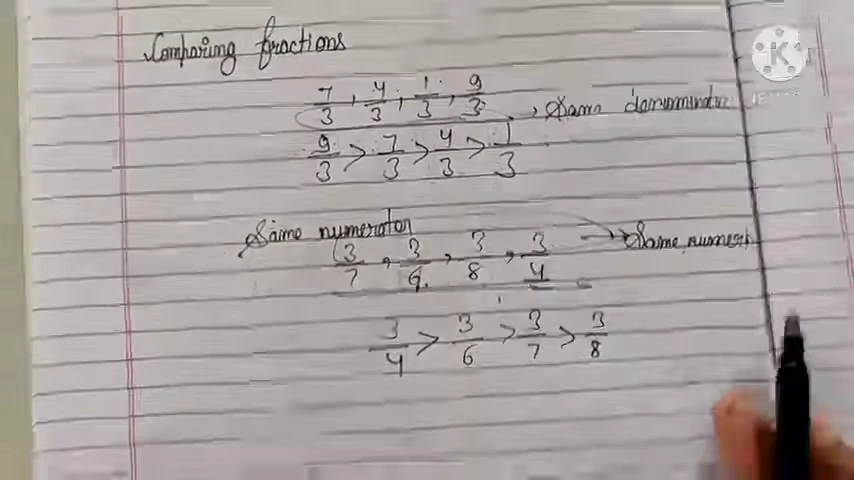 Comparing fractions
7/3, 4/3, 1/3, 9/3 → Same
9/3 > 7/3 > 4/3 > 1/3
Same numerator
3/7, 3/6, 3/8, 3/4 → Same
3/4 > 3/6 > 3/7 > 3/8